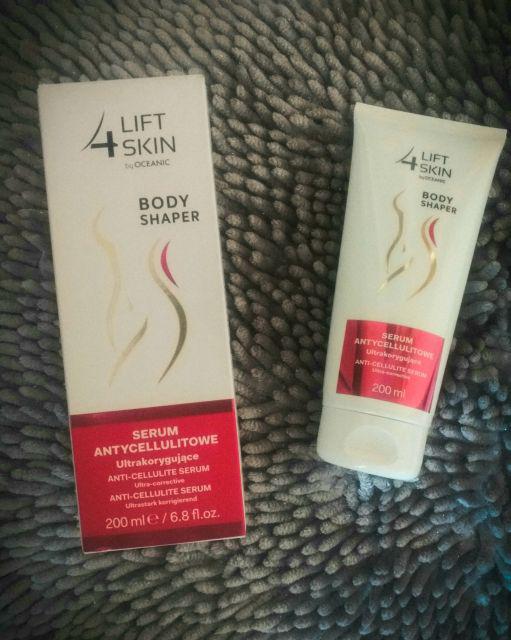 4 LIFT
SKIN
by OCEANIC
BODY
SHAPER
SERUM
ANTYCELLULITOWE
Ultrakorygujące
ANTI-CELLULITE SERUM
Ultra-corrective
ANTI-CELLULITE SERUM
Ultrastark korrigierend
200 ml ℮ / 6.8 fl.oz.
4 LIFT
SKIN
by OCEANIC
BODY
SHAPER
SERUM
ANTYCELLULITOWE
Ultrakorygujące
ANTI-CELLULITE SERUM
Ultra-corrective
200 ml